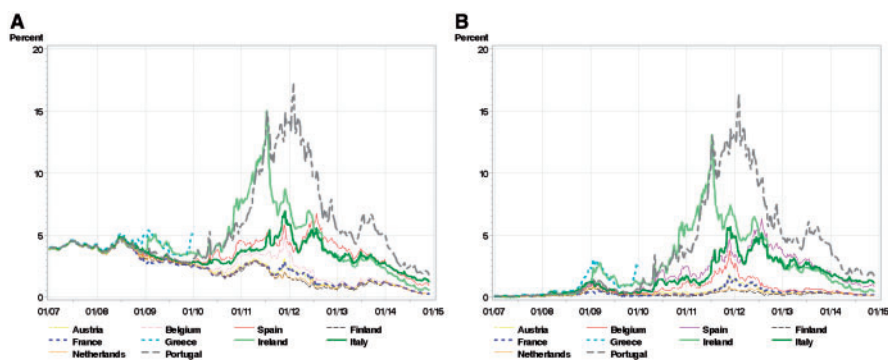 A
Percent
20
15
10
5
0
01/07 01/08 01/09 01/10 01/11 01/12 01/13 01/14 01/15
Austria Belgium Spain Finland
France Greece Ireland Italy
Netherlands Portugal
B
Percent
20
15
10
5
0
01/07 01/08 01/09 01/10 01/11 01/12 01/13 01/14 01/15
Austria Belgium Spain Finland
France Greece Ireland Italy
Netherlands Portugal